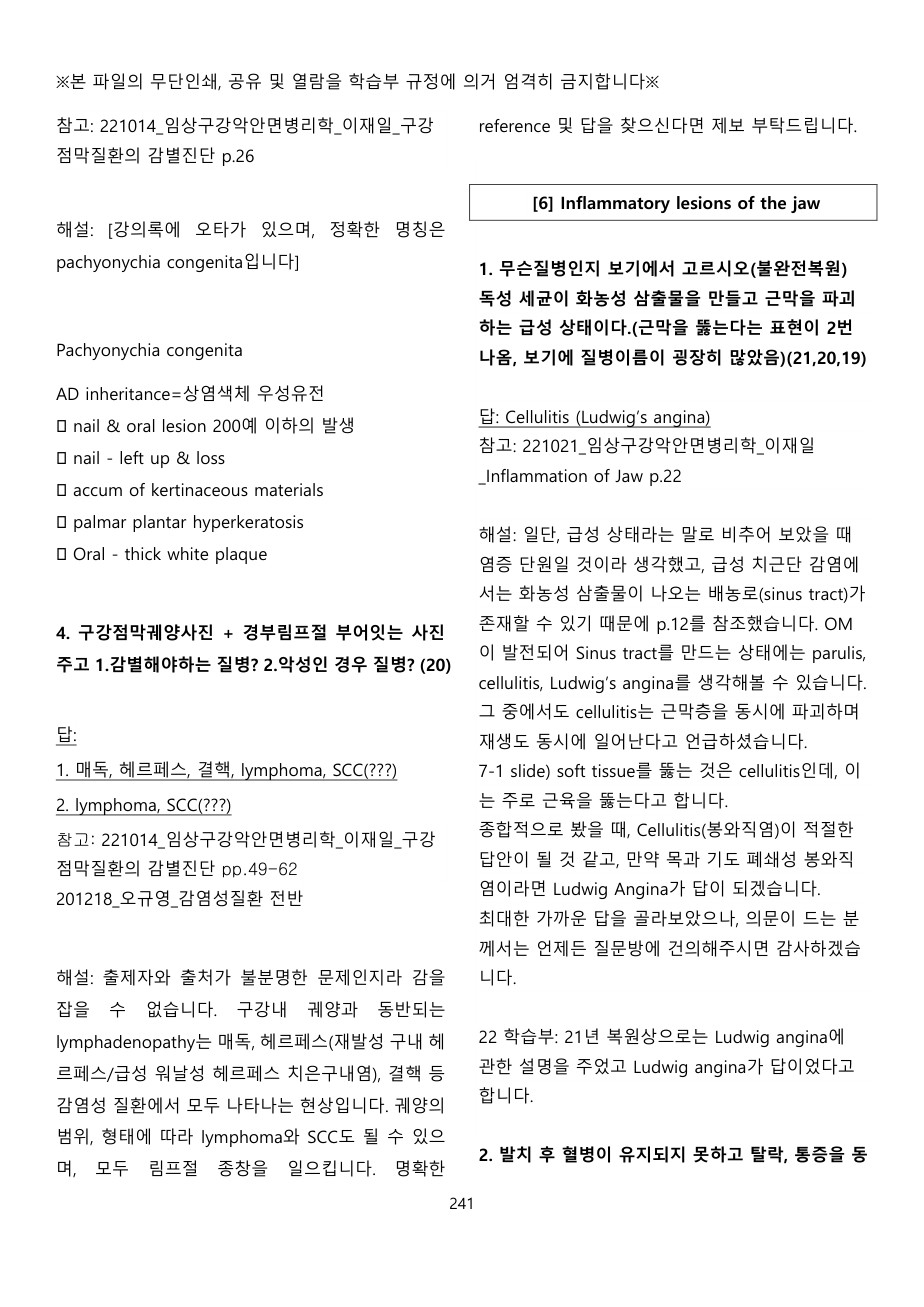 ※본 파일의 무단인쇄, 공유 및 열람을 학습부 규정에 의거 엄격히 금지합니다※
참고: 221014_임상구강악안면병리학_이재일_구강
점막질환의 감별진단 p.26
해설: [강의록에 오타가 있으며, 정확한 명칭은
pachyonychia congenita입니다]
Pachyonychia congenita
AD inheritance=상염색체 우성유전
▯ nail & oral lesion 200예 이하의 발생
▯ nail - left up & loss
▯ accum of kertinaceous materials
▯ palmar plantar hyperkeratosis
▯ Oral - thick white plaque
4. 구강점막궤양사진 + 경부림프절 부어잇는 사진
주고 1.감별해야하는 질병? 2.악성인 경우 질병? (20)
답:
1. 매독, 헤르페스, 결핵, lymphoma, SCC(???)
2. lymphoma, SCC(???)
참고: 221014_임상구강악안면병리학_이재일_구강
점막질환의 감별진단 pp.49-62
201218_오규영_감염성질환 전반
해설: 출제자와 출처가 불분명한 문제인지라 감을
잡을 수 없습니다. 구강내 궤양과 동반되는
lymphadenopathy는 매독, 헤르페스(재발성 구내 헤
르페스/급성 워날성 헤르페스 치은구내염), 결핵 등
감염성 질환에서 모두 나타나는 현상입니다. 궤양의
범위, 형태에 따라 lymphoma와 SCC도 될 수 있으
며, 모두 림프절 종창을 일으킵니다. 명확한
reference 및 답을 찾으신다면 제보 부탁드립니다.
[6] Inflammatory lesions of the jaw
1. 무슨질병인지 보기에서 고르시오(불완전복원)
독성 세균이 화농성 삼출물을 만들고 근막을 파괴
하는 급성 상태이다.(근막을 뚫는다는 표현이 2번
나옴, 보기에 질병이름이 굉장히 많았음)(21,20,19)
답: Cellulitis (Ludwig's angina)
참고: 221021_임상구강악안면병리학_이재일
_Inflammation of Jaw p.22
해설: 일단, 급성 상태라는 말로 비추어 보았을 때
염증 단원일 것이라 생각했고, 급성 치근단 감염에
서는 화농성 삼출물이 나오는 배농로(sinus tract)가
존재할 수 있기 때문에 p.12를 참조했습니다. OM
이 발전되어 Sinus tract를 만드는 상태에는 parulis,
cellulitis, Ludwig's angina를 생각해볼 수 있습니다.
그 중에서도 cellulitis는 근막층을 동시에 파괴하며
재생도 동시에 일어난다고 언급하셨습니다.
7-1 slide) soft tissue를 뚫는 것은 cellulitis인데, 이
는 주로 근육을 뚫는다고 합니다.
종합적으로 봤을 때, Cellulitis(봉와직염)이 적절한
답안이 될 것 같고, 만약 목과 기도 폐쇄성 봉와직
염이라면 Ludwig Angina가 답이 되겠습니다.
최대한 가까운 답을 골라보았으나, 의문이 드는 분
께서는 언제든 질문방에 건의해주시면 감사하겠습
니다.
22 학습부: 21년 복원상으로는 Ludwig angina에
관한 설명을 주었고 Ludwig angina가 답이었다고
합니다.
2. 발치 후 혈병이 유지되지 못하고 탈락, 통증을 동
241